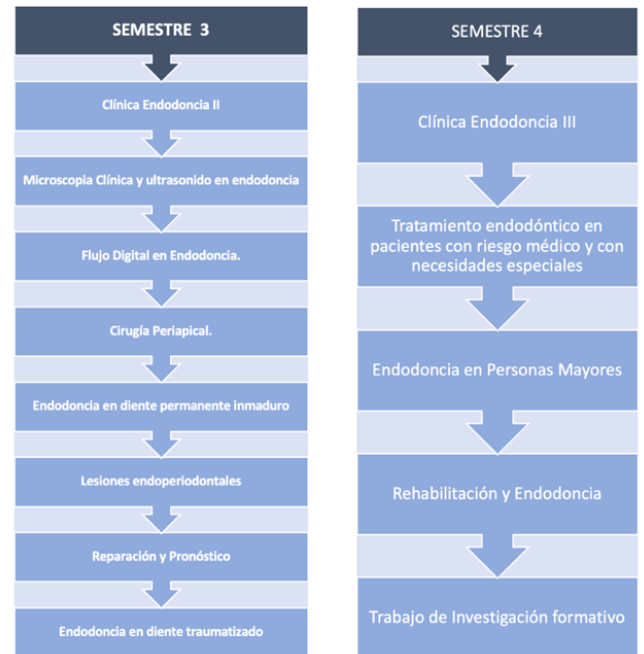 SEMESTRE 3
Clínica Endodoncia II
Microscopia Clínica y ultrasonido en endodoncia
Flujo Digital en Endodoncia.
Cirugía Periapical.
Endodoncia en diente permanente inmaduro
Lesiones endoperiodontales
Reparación y Pronóstico
Endodoncia en diente traumatizado
SEMESTRE 4
Clínica Endodoncia III
Tratamiento endodóntico en
pacientes con riesgo médico y con
necesidades especiales
Endodoncia en Personas Mayores
Rehabilitación y Endodoncia
Trabajo de Investigación formativo